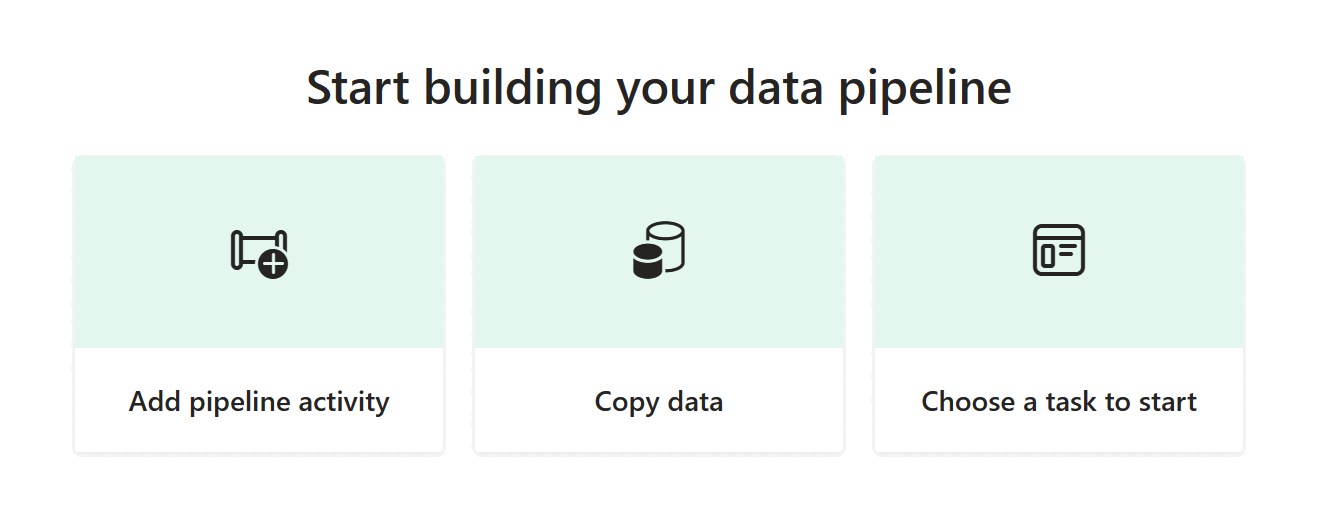 Start building your data pipeline
Add pipeline activity
Copy data
Choose a task to start